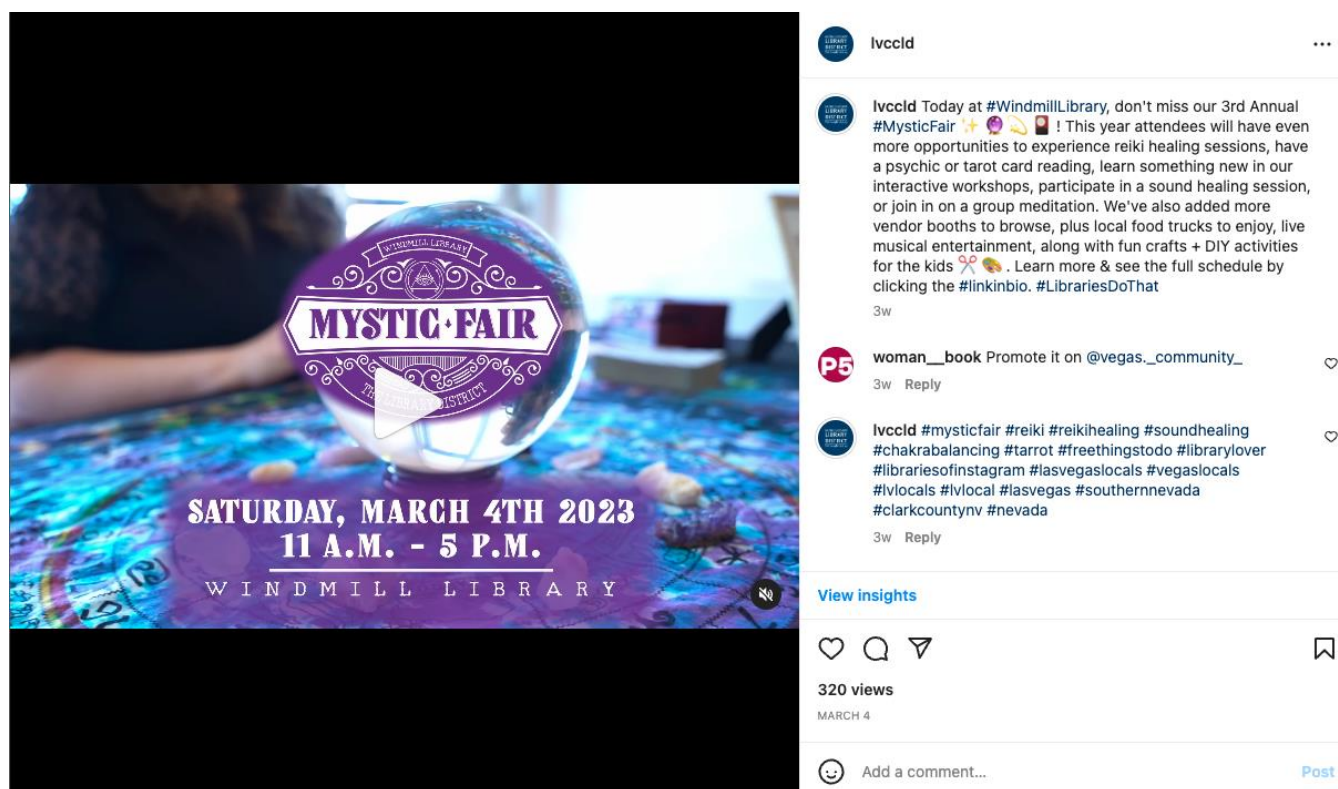 WINDMILL LIBRARY
MYSTIC • FAIR
THE LIBRARY DISTRICT
SATURDAY, MARCH 4TH 2023
11 A.M. - 5 P.M.
WINDMILL LIBRARY
lvccld
lvccld Today at #WindmillLibrary, don't miss our 3rd Annual
#MysticFair ✨ 🔮 💫 🎴 ! This year attendees will have even
more opportunities to experience reiki healing sessions, have
a psychic or tarot card reading, learn something new in our
interactive workshops, participate in a sound healing session,
or join in on a group meditation. We've also added more
vendor booths to browse, plus local food trucks to enjoy, live
musical entertainment, along with fun crafts + DIY activities
for the kids ✂️ 🎨 . Learn more & see the full schedule by
clicking the #linkinbio. #LibrariesDoThat
3w
P5
woman__book Promote it on @vegas._community_
3w Reply
lvccld #mysticfair #reiki #reikihealing #soundhealing
#chakrabalancing #tarot #freethingstodo #librarylover
#librariesofinstagram #lasvegaslocals #vegaslocals
#lvlocals #lvlocal #lasvegas #southernnevada
#clarkcountynv #nevada
3w Reply
View insights
320 views
MARCH 4
Add a comment...
Post